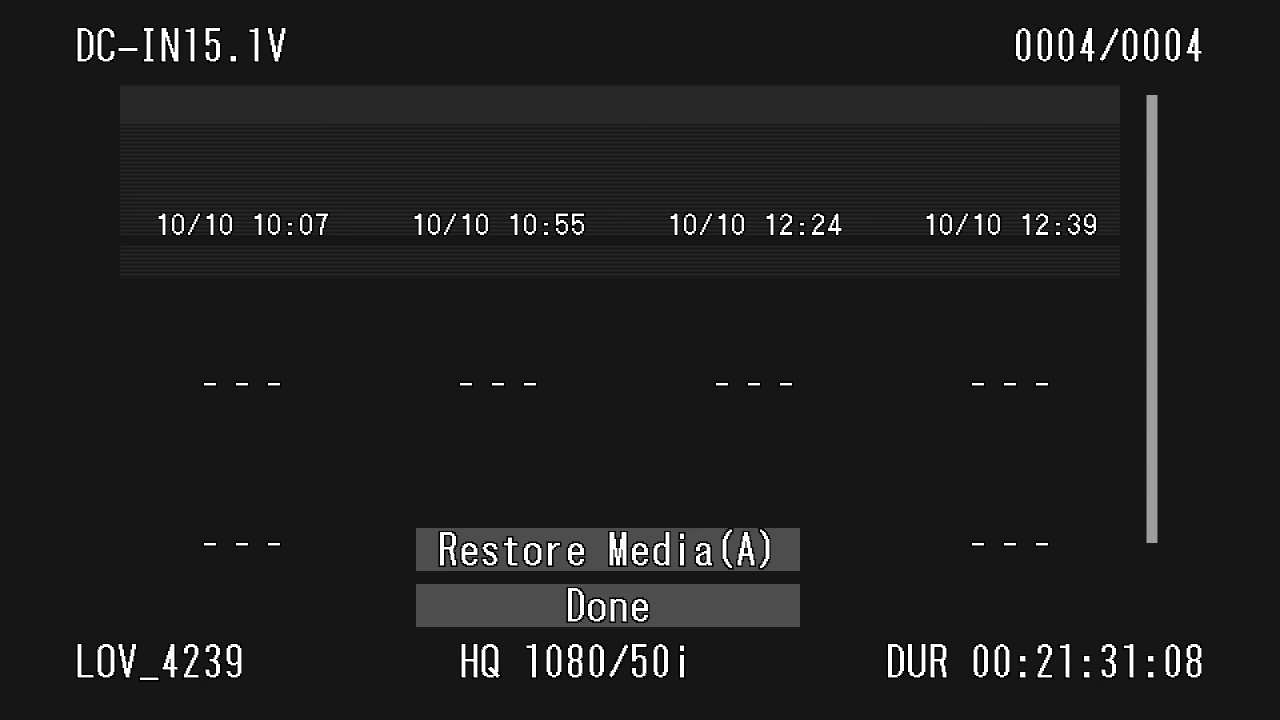 DC-IN15.1V 0004/0004
10/10 10:07 10/10 10:55 10/10 12:24 10/10 12:39
- - - - - - - - - - - -
- - - Restore Media(A) - - -
Done
LOV_4239 HQ 1080/50i DUR 00:21:31:08